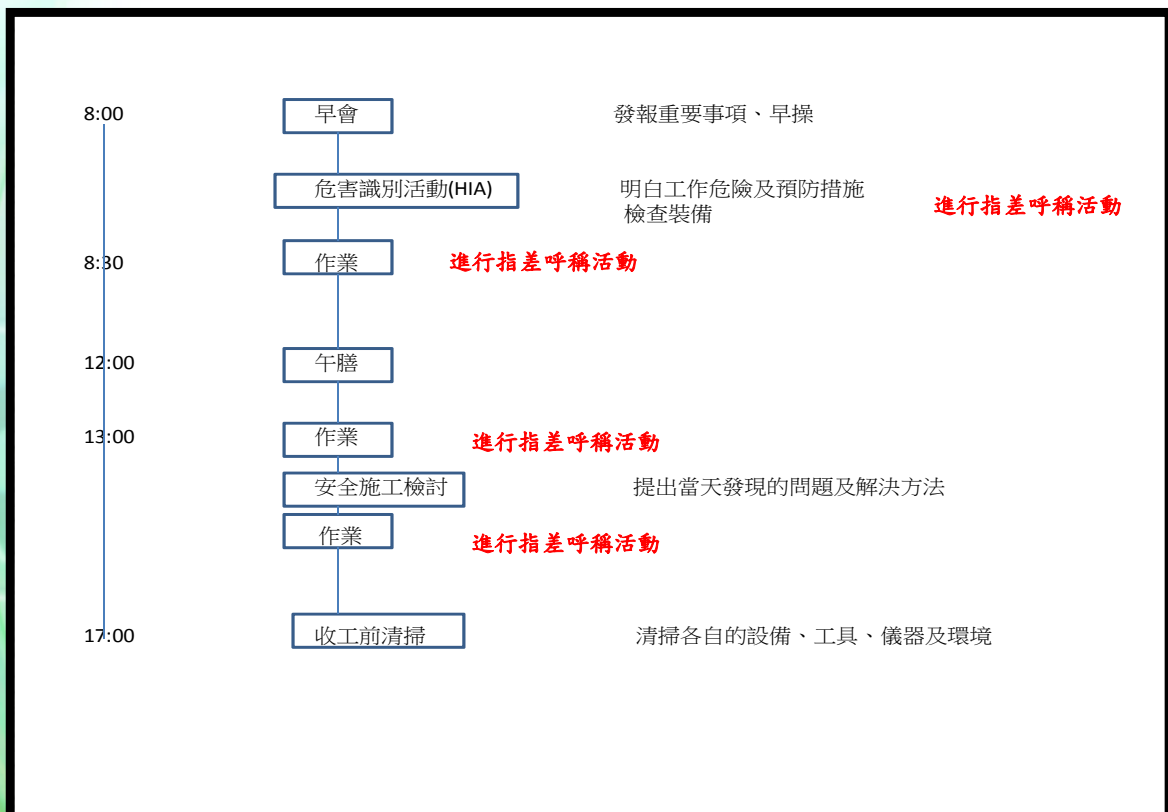 8:00
早會
發報重要事項、早操
危害識別活動(HIA)
明白工作危險及預防措施
檢查裝備
進行指差呼稱活動
8:30
作業
進行指差呼稱活動
12:00
午膳
13:00
作業
進行指差呼稱活動
安全施工檢討
提出當天發現的問題及解決方法
作業
進行指差呼稱活動
17:00
收工前清掃
清掃各自的設備、工具、儀器及環境